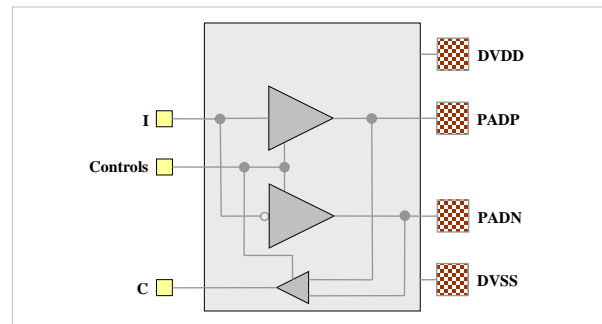 DVDD
I
PADP
Controls
PADN
DVSS
C